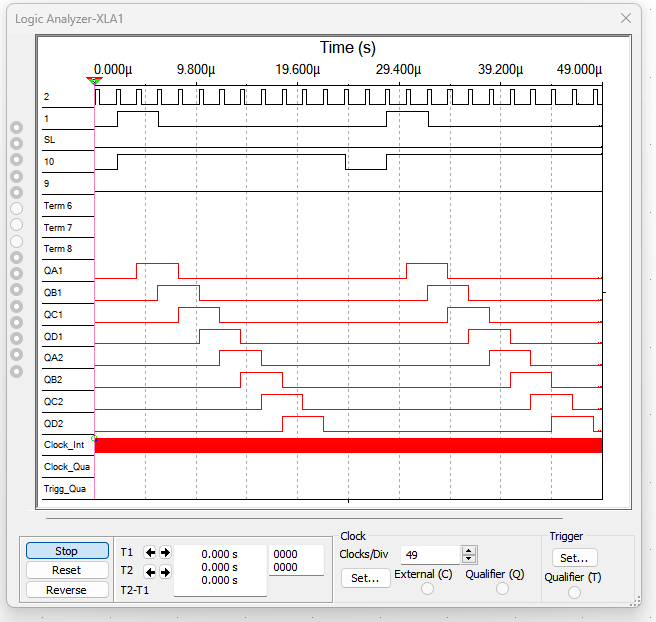 Logic Analyzer-XLA1
Time (s)
0.000µ 9.800µ 19.600µ 29.400µ 39.200µ 49.000µ
2
1
SL
10
9
Term 6
Term 7
Term 8
QA1
QB1
QC1
QD1
QA2
QB2
QC2
QD2
Clock_Int
Clock_Qua
Trigg_Qua
Stop
Reset
Reverse
T1
T2
T2-T1
0.000 s
0.000 s
0.000 s
0000
0000
Clock
Clocks/Div 49
Set...
External (C)
Qualifier (Q)
Trigger
Set...
Qualifier (T)